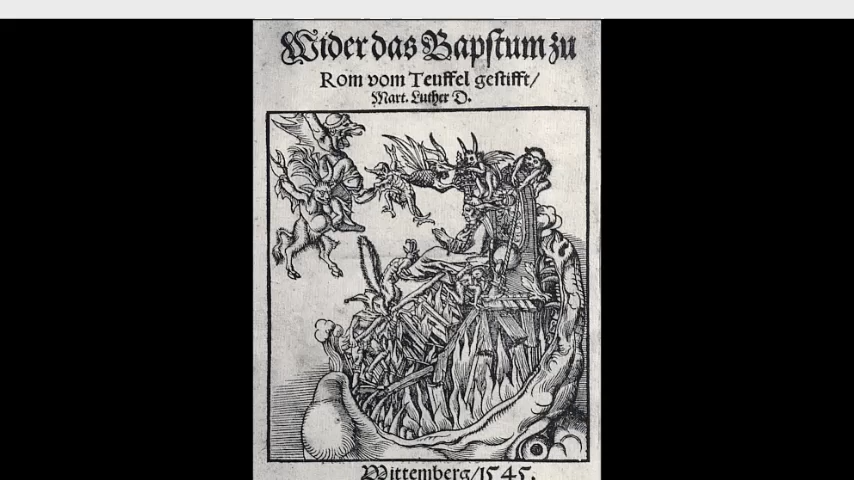 Wider das Bapstum zu
Rom vom Teuffel gestifft/
Mart. Luther D.
Wittemberg/1545.